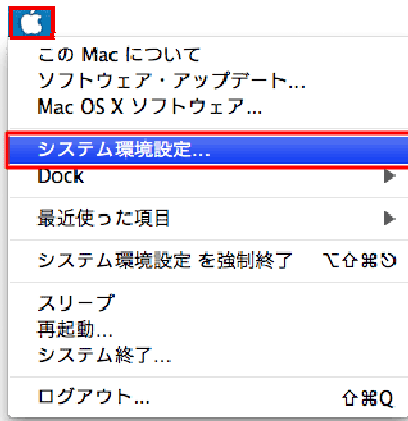 この Mac について
ソフトウェア・アップデート...
Mac OS X ソフトウェア...
システム環境設定...
Dock
最近使った項目
システム環境設定 を強制終了 ⌥⇧⌘⎋
スリープ
再起動...
システム終了...
ログアウト... ⇧⌘Q